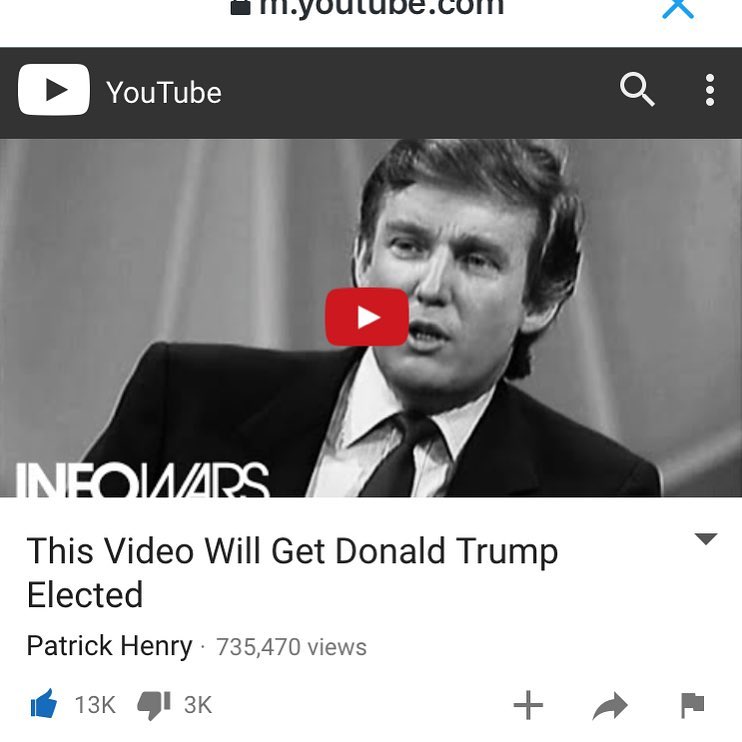 m.youtube.com
YouTube
INFOWARS
This Video Will Get Donald Trump
Elected
Patrick Henry · 735,470 views
13K 3K